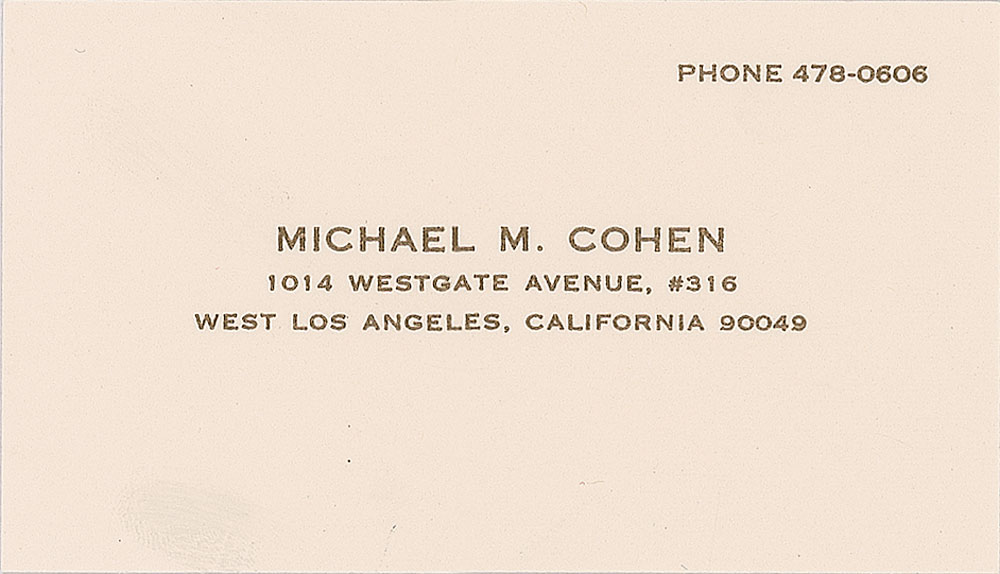 PHONE 478-0606
MICHAEL M. COHEN
1014 WESTGATE AVENUE, #316
WEST LOS ANGELES, CALIFORNIA 90049